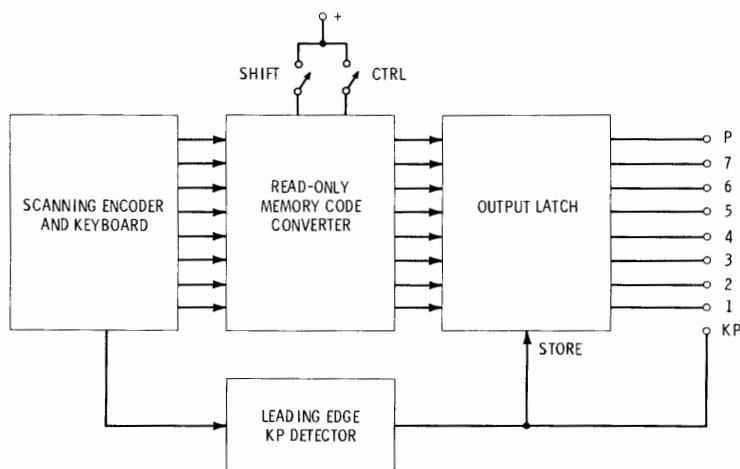 +
SHIFT
CTRL
SCANNING ENCODER
AND KEYBOARD
READ-ONLY
MEMORY CODE
CONVERTER
OUTPUT LATCH
P
7
6
5
4
3
2
1
KP
STORE
LEADING EDGE
KP DETECTOR